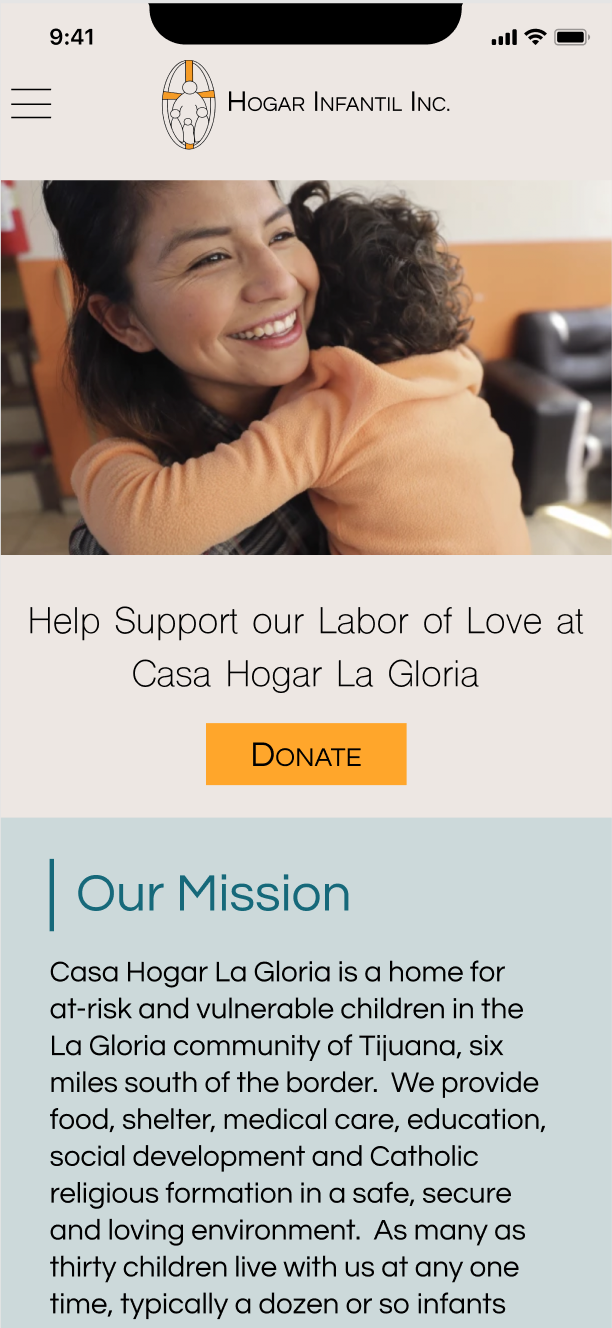 9:41
Hogar Infantil Inc.
Help Support our Labor of Love at
Casa Hogar La Gloria
Donate
Our Mission
Casa Hogar La Gloria is a home for
at-risk and vulnerable children in the
La Gloria community of Tijuana, six
miles south of the border.  We provide
food, shelter, medical care, education,
social development and Catholic
religious formation in a safe, secure
and loving environment.  As many as
thirty children live with us at any one
time, typically a dozen or so infants